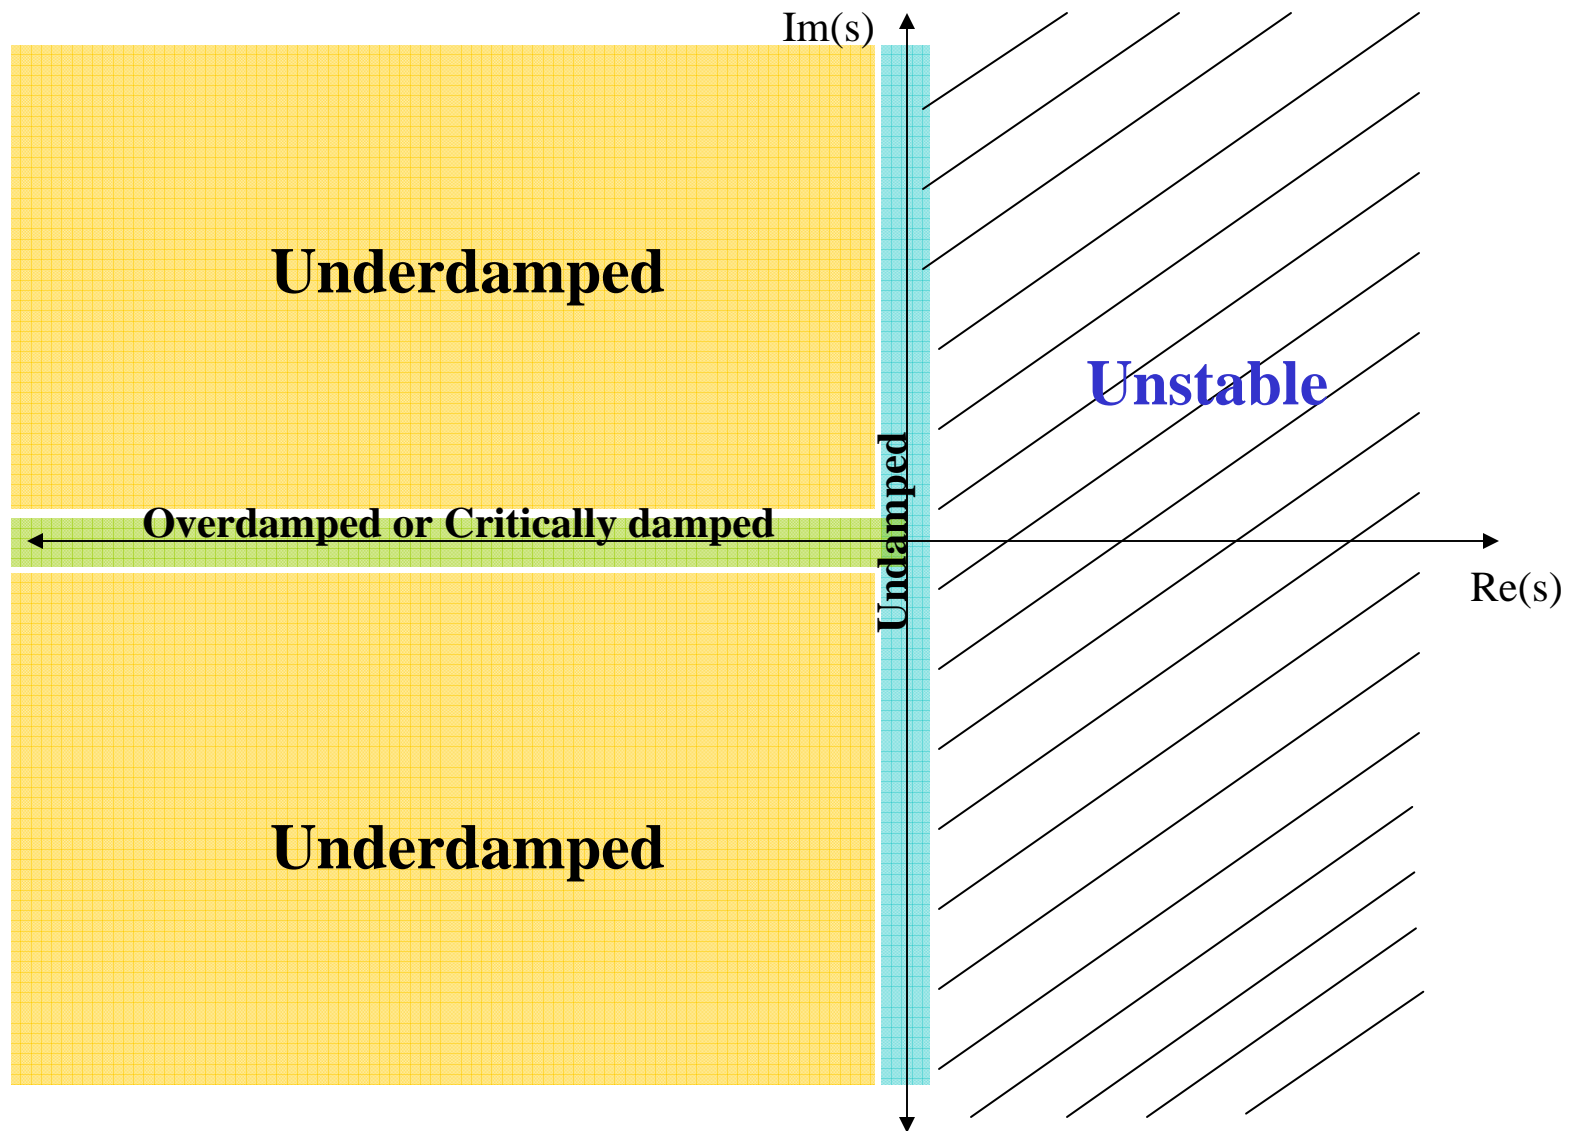 Im(s)
Underdamped
Unstable
Overdamped or Critically damped
Undamped
Re(s)
Underdamped